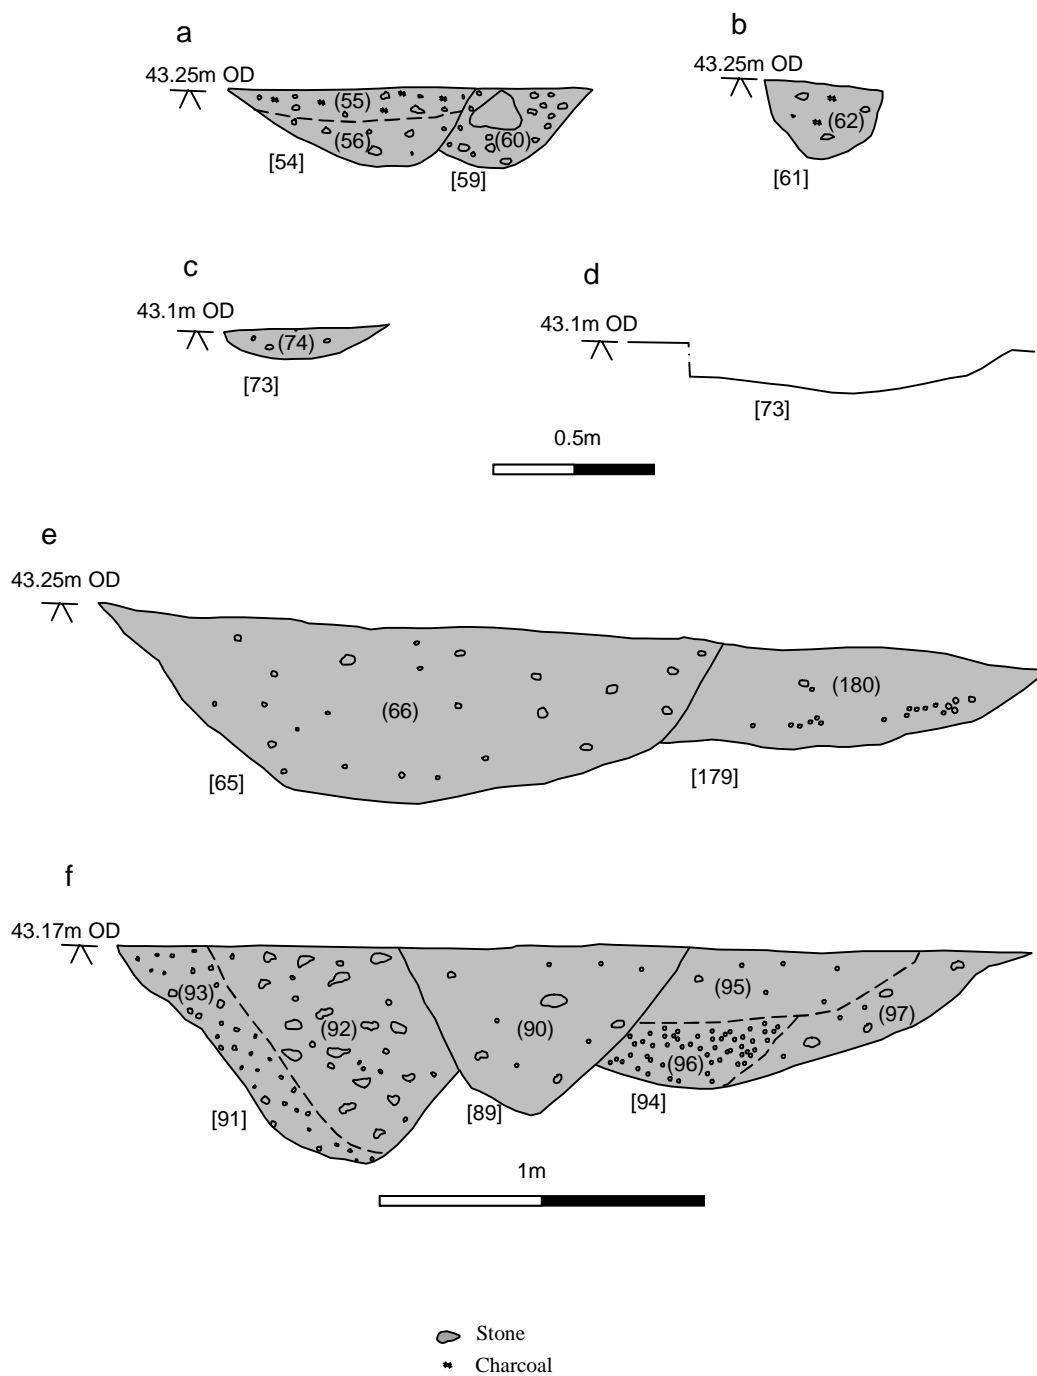 a
43.25m OD
(55)
(56)
(60)
[54]
[59]
b
43.25m OD
(62)
[61]
c
43.1m OD
(74)
[73]
d
43.1m OD
[73]
0.5m
e
43.25m OD
(66)
(180)
[65]
[179]
f
43.17m OD
(93)
(92)
(90)
(95)
(97)
(96)
[91]
[89]
[94]
1m
Stone
Charcoal